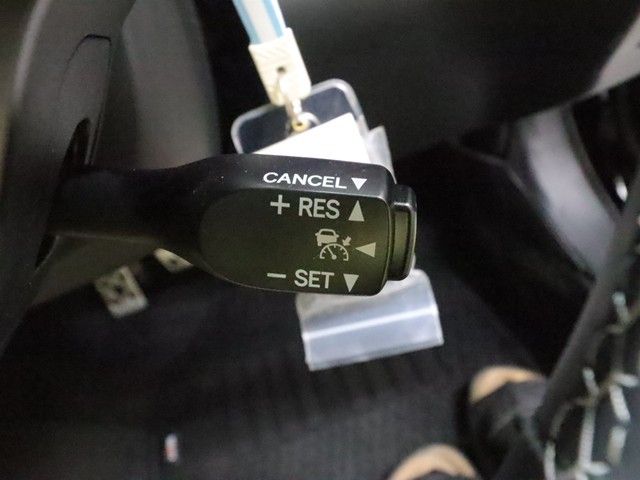 CANCEL ▼
+ RES ▲
◀
− SET ▼